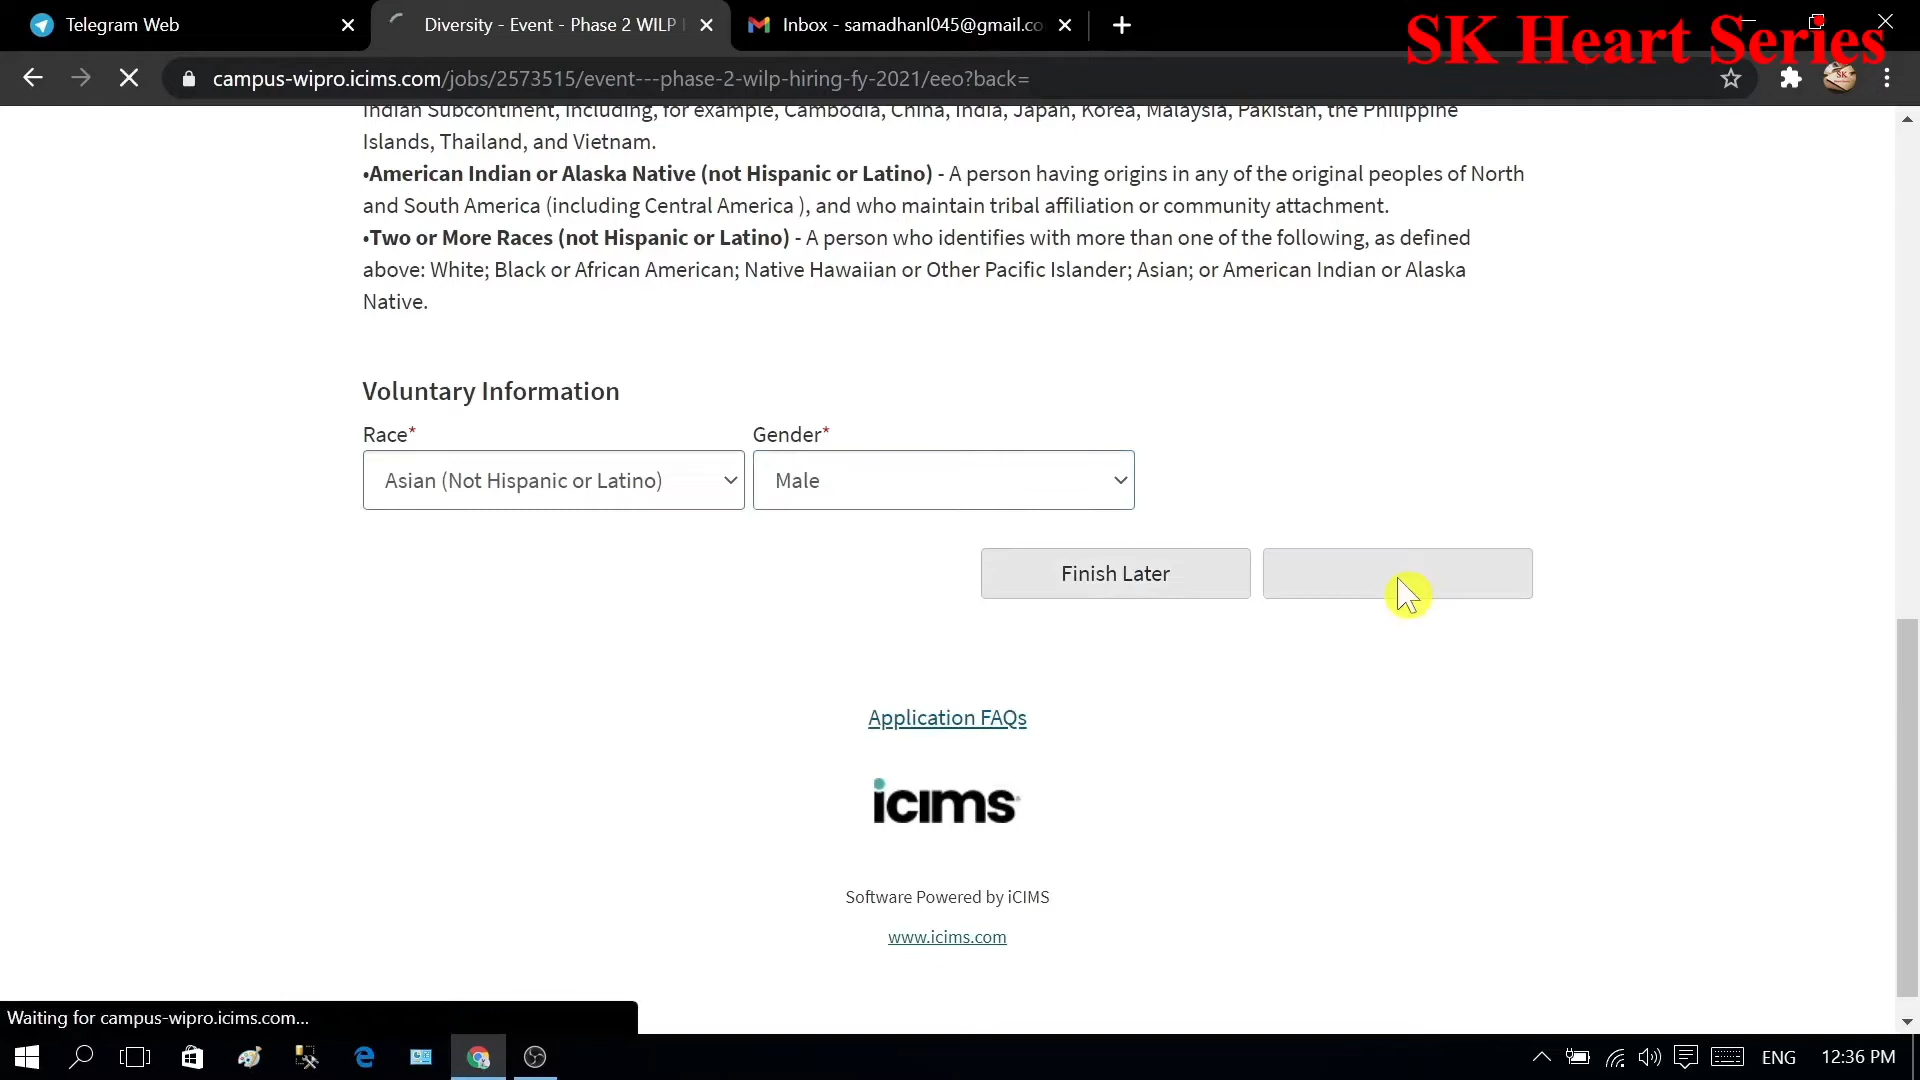 Telegram Web
Diversity - Event - Phase 2 WILP
Inbox - samadhanl045@gmail.co
SK Heart Series
campus-wipro.icims.com/jobs/2573515/event---phase-2-wilp-hiring-fy-2021/eeo?back=
Indian Subcontinent, including, for example, Cambodia, China, India, Japan, Korea, Malaysia, Pakistan, the Philippine
Islands, Thailand, and Vietnam.
•American Indian or Alaska Native (not Hispanic or Latino) - A person having origins in any of the original peoples of North
and South America (including Central America ), and who maintain tribal affiliation or community attachment.
•Two or More Races (not Hispanic or Latino) - A person who identifies with more than one of the following, as defined
above: White; Black or African American; Native Hawaiian or Other Pacific Islander; Asian; or American Indian or Alaska
Native.
Voluntary Information
Race* Gender*
Asian (Not Hispanic or Latino) Male
Finish Later
Application FAQs
icims
Software Powered by iCIMS
www.icims.com
Waiting for campus-wipro.icims.com...
ENG 12:36 PM